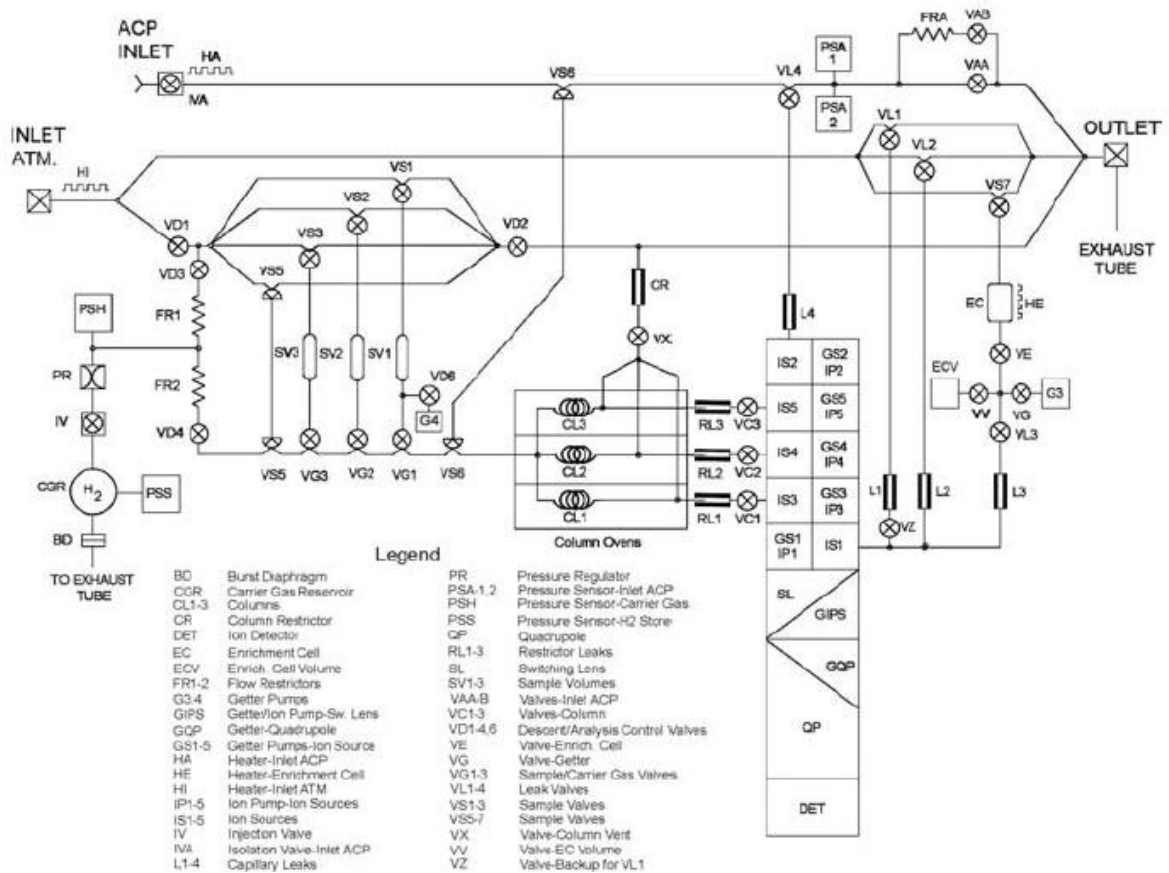 ACP
INLET
HA
IVA
VS6
VL4
PSA
1
PSA
2
FRA
VAB
VAA
INLET
ATM.
HI
OUTLET
VL1
VL2
VS7
VS1
VS2
VS3
VS5
VD1
VD2
VD3
EXHAUST
TUBE
PSH
FR1
SV3
SV2
SV1
CR
VX
L4
EC
HE
PR
FR2
VD6
G4
IS2
GS2
IP2
ECV
VE
VV
VG
G3
IV
VD4
CL3
RL3
VC3
IS5
GS5
IP5
VL3
VS5
VG3
VG2
VG1
VS6
CL2
RL2
VC2
IS4
GS4
IP4
CGR
H2
PSS
CL1
RL1
VC1
IS3
GS3
IP3
L1
L2
L3
VZ
BD
Column Ovens
GS1
IP1
IS1
TO EXHAUST
TUBE
SL
GIPS
GQP
QP
DET
Legend
BD Burst Diaphragm
CGR Carrier Gas Reservoir
CL1-3 Columns
CR Column Restrictor
DET Ion Detector
EC Enrichment Cell
ECV Enrich. Cell Volume
FR1-2 Flow Restrictors
G3.4 Getter Pumps
GIPS Getter/Ion Pump-Sw. Lens
GQP Getter-Quadrupole
GS1-5 Getter Pumps-Ion Source
HA Heater-Inlet ACP
HE Heater-Enrichment Cell
HI Heater-Inlet ATM
IP1-5 Ion Pump-Ion Sources
IS1-5 Ion Sources
IV Injection Valve
IVA Isolation Valve-Inlet ACP
L1-4 Capillary Leaks
PR Pressure Regulator
PSA-1,2 Pressure Sensor-Inlet ACP
PSH Pressure Sensor-Carrier Gas
PSS Pressure Sensor-H2 Store
QP Quadrupole
RL1-3 Restrictor Leaks
SL Switching Lens
SV1-3 Sample Volumes
VAA-B Valves-Inlet ACP
VC1-3 Valves-Column
VD1-4,6 Descent/Analysis Control Valves
VE Valve-Enrich. Cell
VG Valve-Getter
VG1-3 Sample/Carrier Gas Valves
VL1-4 Leak Valves
VS1-3 Sample Valves
VS5-7 Sample Valves
VX Valve-Column Vent
VV Valve-EC Volume
VZ Valve-Backup for VL1